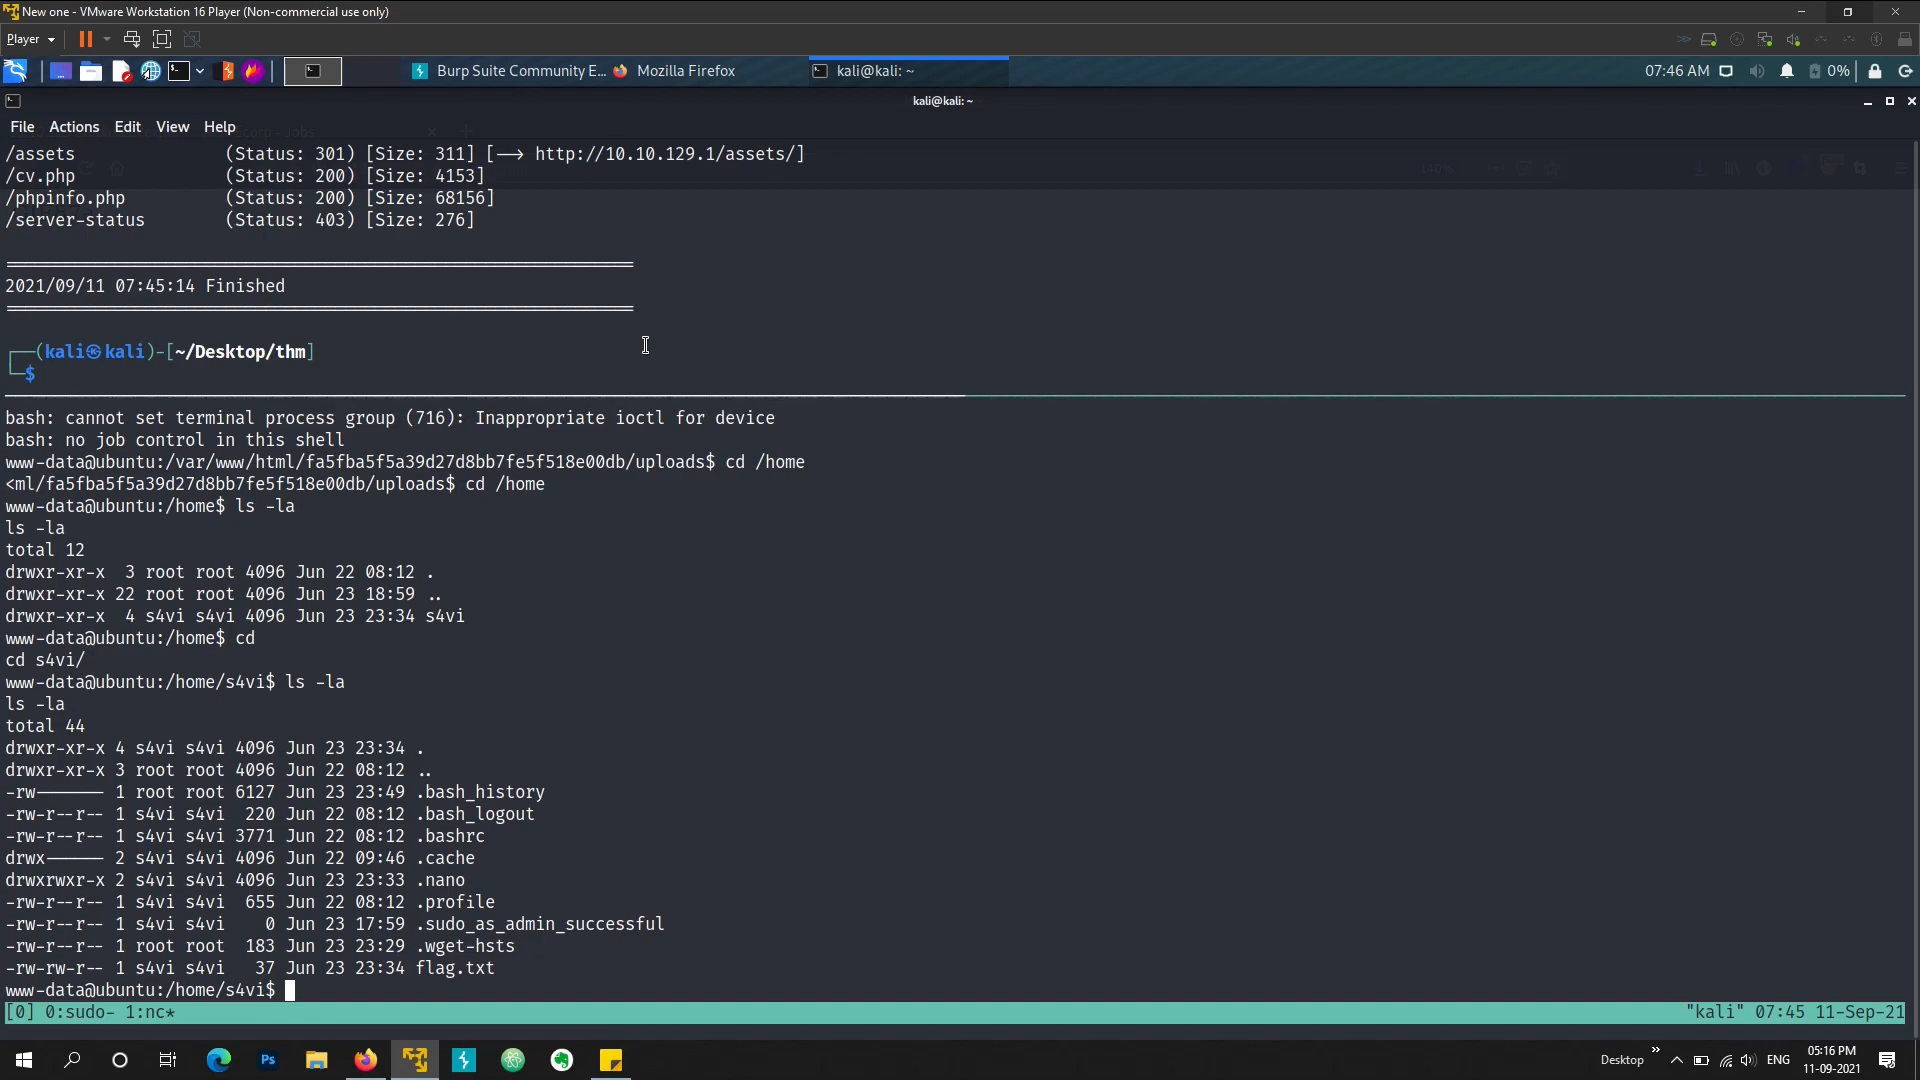 New one - VMware Workstation 16 Player (Non-commercial use only)
Player
Burp Suite Community E...
Mozilla Firefox
kali@kali: ~
07:46 AM
0%
kali@kali: ~
File Actions Edit View Help
/assets (Status: 301) [Size: 311] [--> http://10.10.129.1/assets/]
/cv.php (Status: 200) [Size: 4153]
/phpinfo.php (Status: 200) [Size: 68156]
/server-status (Status: 403) [Size: 276]
===============================================================
2021/09/11 07:45:14 Finished
===============================================================
┌──(kali㉿kali)-[~/Desktop/thm]
└─$
bash: cannot set terminal process group (716): Inappropriate ioctl for device
bash: no job control in this shell
www-data@ubuntu:/var/www/html/fa5fba5f5a39d27d8bb7fe5f518e00db/uploads$ cd /home
<ml/fa5fba5f5a39d27d8bb7fe5f518e00db/uploads$ cd /home
www-data@ubuntu:/home$ ls -la
ls -la
total 12
drwxr-xr-x  3 root root 4096 Jun 22 08:12 .
drwxr-xr-x 22 root root 4096 Jun 23 18:59 ..
drwxr-xr-x  4 s4vi s4vi 4096 Jun 23 23:34 s4vi
www-data@ubuntu:/home$ cd
cd s4vi/
www-data@ubuntu:/home/s4vi$ ls -la
ls -la
total 44
drwxr-xr-x 4 s4vi s4vi 4096 Jun 23 23:34 .
drwxr-xr-x 3 root root 4096 Jun 22 08:12 ..
-rw------- 1 root root 6127 Jun 23 23:49 .bash_history
-rw-r--r-- 1 s4vi s4vi  220 Jun 22 08:12 .bash_logout
-rw-r--r-- 1 s4vi s4vi 3771 Jun 22 08:12 .bashrc
drwx------ 2 s4vi s4vi 4096 Jun 22 09:46 .cache
drwxrwxr-x 2 s4vi s4vi 4096 Jun 23 23:33 .nano
-rw-r--r-- 1 s4vi s4vi  655 Jun 22 08:12 .profile
-rw-r--r-- 1 s4vi s4vi    0 Jun 23 17:59 .sudo_as_admin_successful
-rw-r--r-- 1 root root  183 Jun 23 23:29 .wget-hsts
-rw-rw-r-- 1 s4vi s4vi   37 Jun 23 23:34 flag.txt
www-data@ubuntu:/home/s4vi$
[0] 0:sudo- 1:nc* "kali" 07:45 11-Sep-21
Ps
Desktop
ENG
05:16 PM
11-09-2021